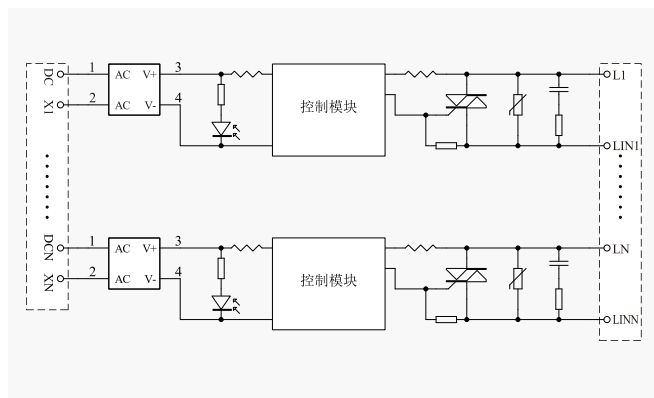 DC 1 AC V+ 3 L1
X1 2 AC V- 4 控制模块 LIN1
DCN 1 AC V+ 3 LN
XN 2 AC V- 4 控制模块 LINN